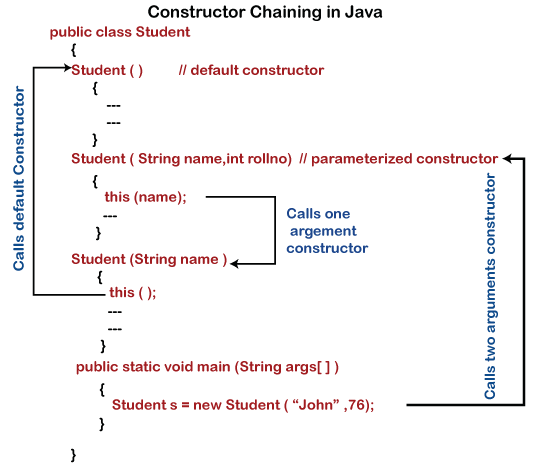 Constructor Chaining in Java
public class Student
{
Student ( ) // default constructor
{
---
---
}
Student ( String name,int rollno) // parameterized constructor
{
this (name);
---
}
Student (String name )
{
this ( );
---
---
}
public static void main (String args[ ] )
{
Student s = new Student ( “John” ,76);
}
}
Calls default Constructor
Calls one
argement
constructor
Calls two arguments constructor